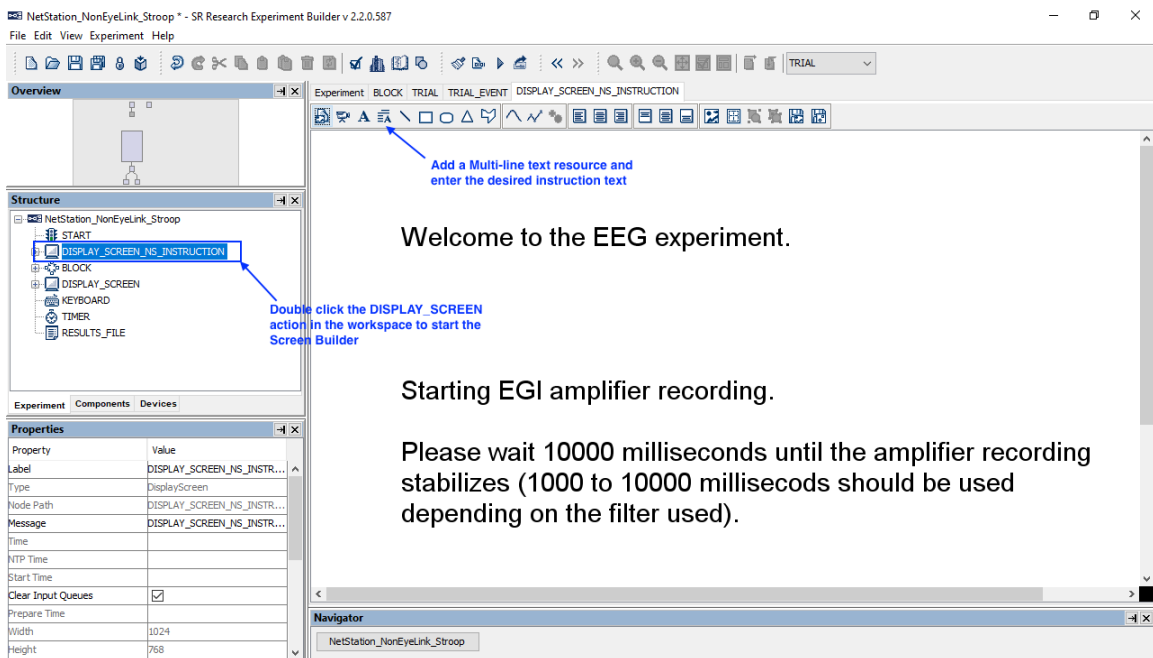 NetStation_NonEyeLink_Stroop * - SR Research Experiment Builder v 2.2.0.587
File Edit View Experiment Help
TRIAL
Overview
Experiment BLOCK TRIAL TRIAL_EVENT DISPLAY_SCREEN_NS_INSTRUCTION
Add a Multi-line text resource and
enter the desired instruction text
Structure
NetStation_NonEyeLink_Stroop
START
DISPLAY_SCREEN_NS_INSTRUCTION
BLOCK
DISPLAY_SCREEN
KEYBOARD
TIMER
RESULTS_FILE
Double click the DISPLAY_SCREEN
action in the workspace to start the
Screen Builder
Welcome to the EEG experiment.
Starting EGI amplifier recording.
Please wait 10000 milliseconds until the amplifier recording
stabilizes (1000 to 10000 millisecods should be used
depending on the filter used).
Experiment Components Devices
Properties
Property Value
Label DISPLAY_SCREEN_NS_INSTR...
Type DisplayScreen
Node Path DISPLAY_SCREEN_NS_INSTR...
Message DISPLAY_SCREEN_NS_INSTR...
Time
NTP Time
Start Time
Clear Input Queues
Prepare Time
Width 1024
Height 768
Navigator
NetStation_NonEyeLink_Stroop